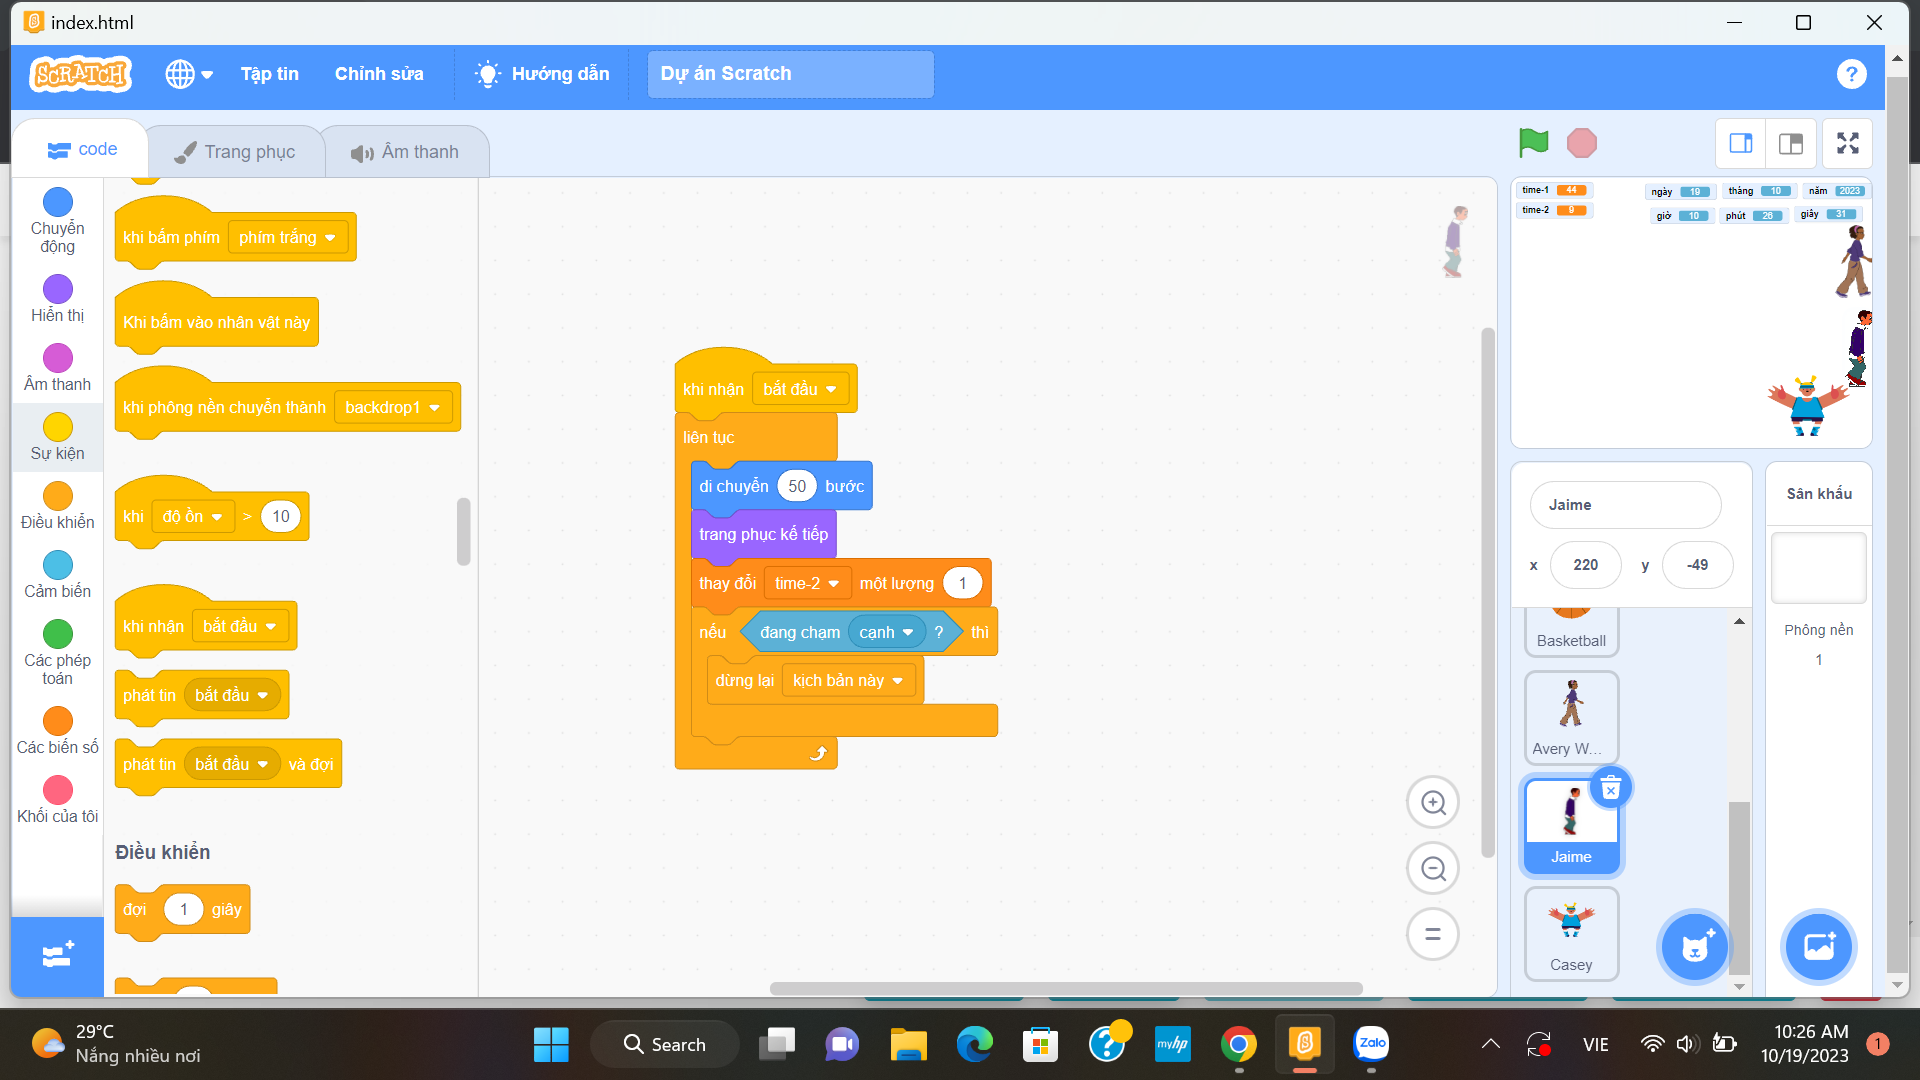 index.html
SCRATCH
Tập tin
Chỉnh sửa
Hướng dẫn
Dự án Scratch
?
code
Trang phục
Âm thanh
Chuyển động
Hiển thị
Âm thanh
Sự kiện
Điều khiển
Cảm biến
Các phép toán
Các biến số
Khối của tôi
khi bấm phím phím trắng
Khi bấm vào nhân vật này
khi phông nền chuyển thành backdrop1
khi độ ồn > 10
khi nhận bắt đầu
phát tin bắt đầu
phát tin bắt đầu và đợi
Điều khiển
đợi 1 giây
khi nhận bắt đầu
liên tục
di chuyển 50 bước
trang phục kế tiếp
thay đổi time-2 một lượng 1
nếu đang chạm cạnh ? thì
dừng lại kịch bản này
time-1 44
time-2 9
ngày 19
tháng 10
năm 2023
giờ 10
phút 26
giây 31
Jaime
x 220 y -49
Basketball
Avery W...
Jaime
Casey
Sân khấu
Phông nền
1
29°C
Nắng nhiều nơi
Search
myhp
Zalo
VIE
10:26 AM
10/19/2023
1